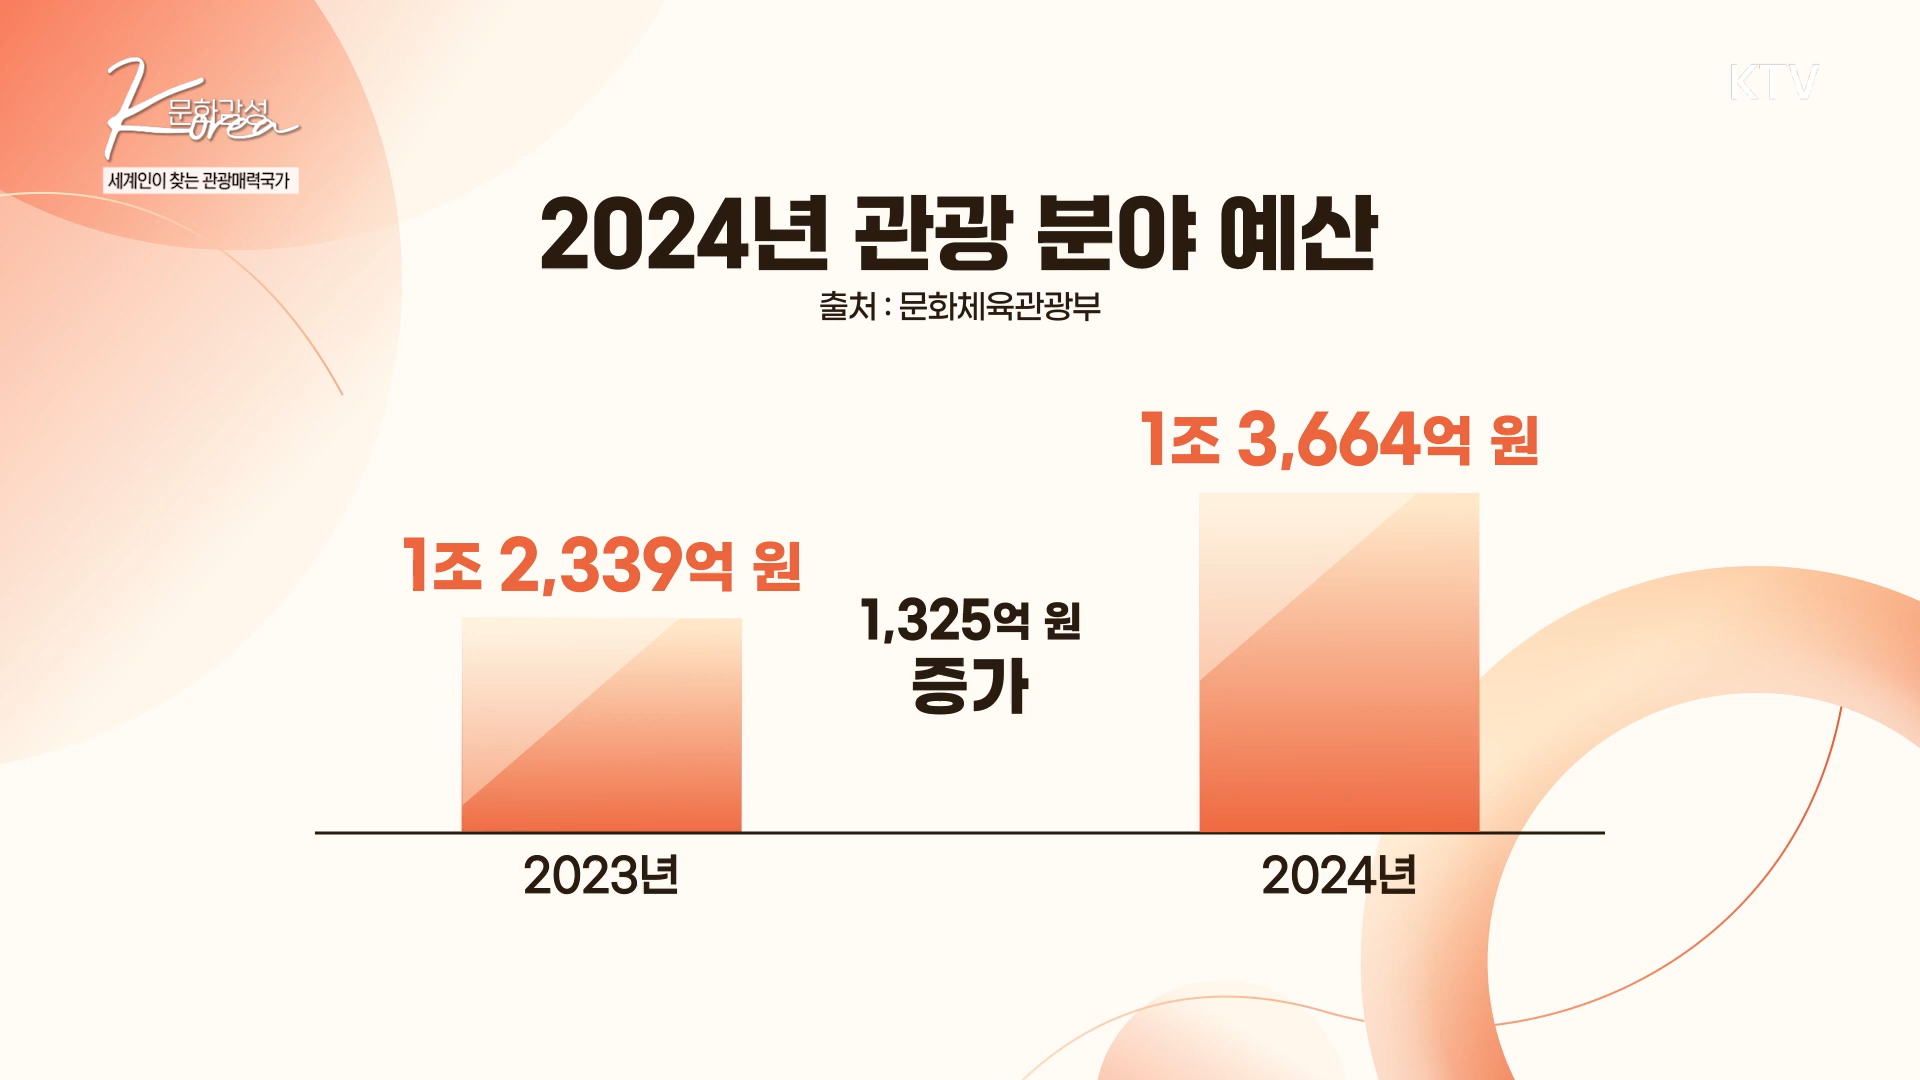 문화감성
Korea
세계인이 찾는 관광매력국가
KTV
2024년 관광 분야 예산
출처 : 문화체육관광부
1조 2,339억 원
1,325억 원
증가
1조 3,664억 원
2023년
2024년